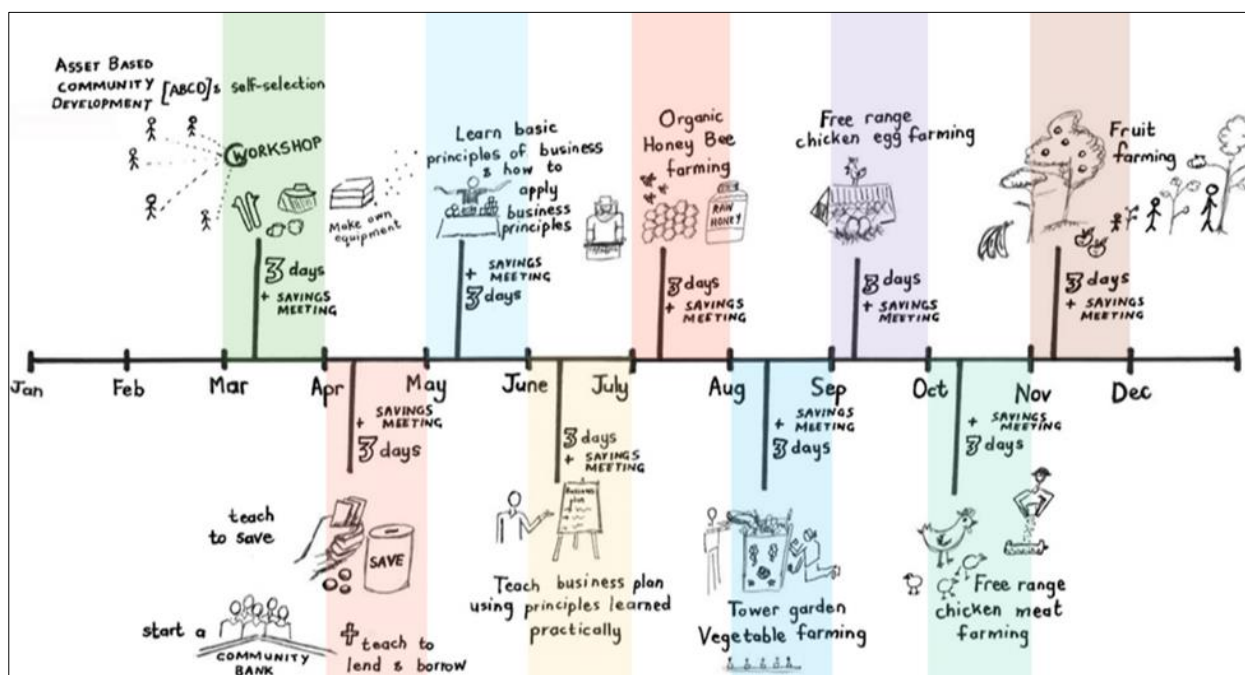 ASSET BASED
COMMUNITY [ABCD] & self-selection
DEVELOPMENT
WORKSHOP
Make own
equipment
3 days
+ SAVINGS
MEETING
Learn basic
principles of business
& how to
apply
business
principles
+ SAVINGS
MEETING
3 days
Organic
Honey Bee
farming
RAW
HONEY
3 days
+ SAVINGS
MEETING
Free range
chicken egg farming
3 days
+ SAVINGS
MEETING
Fruit
farming
3 days
+ SAVINGS
MEETING
Jan Feb Mar Apr May June July Aug Sep Oct Nov Dec
+ SAVINGS
MEETING
3 days
teach
to save
SAVE
start a
COMMUNITY
BANK
+ teach to
lend & borrow
3 days
+ SAVINGS
MEETING
Business
Teach business plan
using principles learned
practically
+ SAVINGS
MEETING
3 days
Tower garden
Vegetable farming
+ SAVINGS
MEETING
3 days
Free range
chicken meat
farming